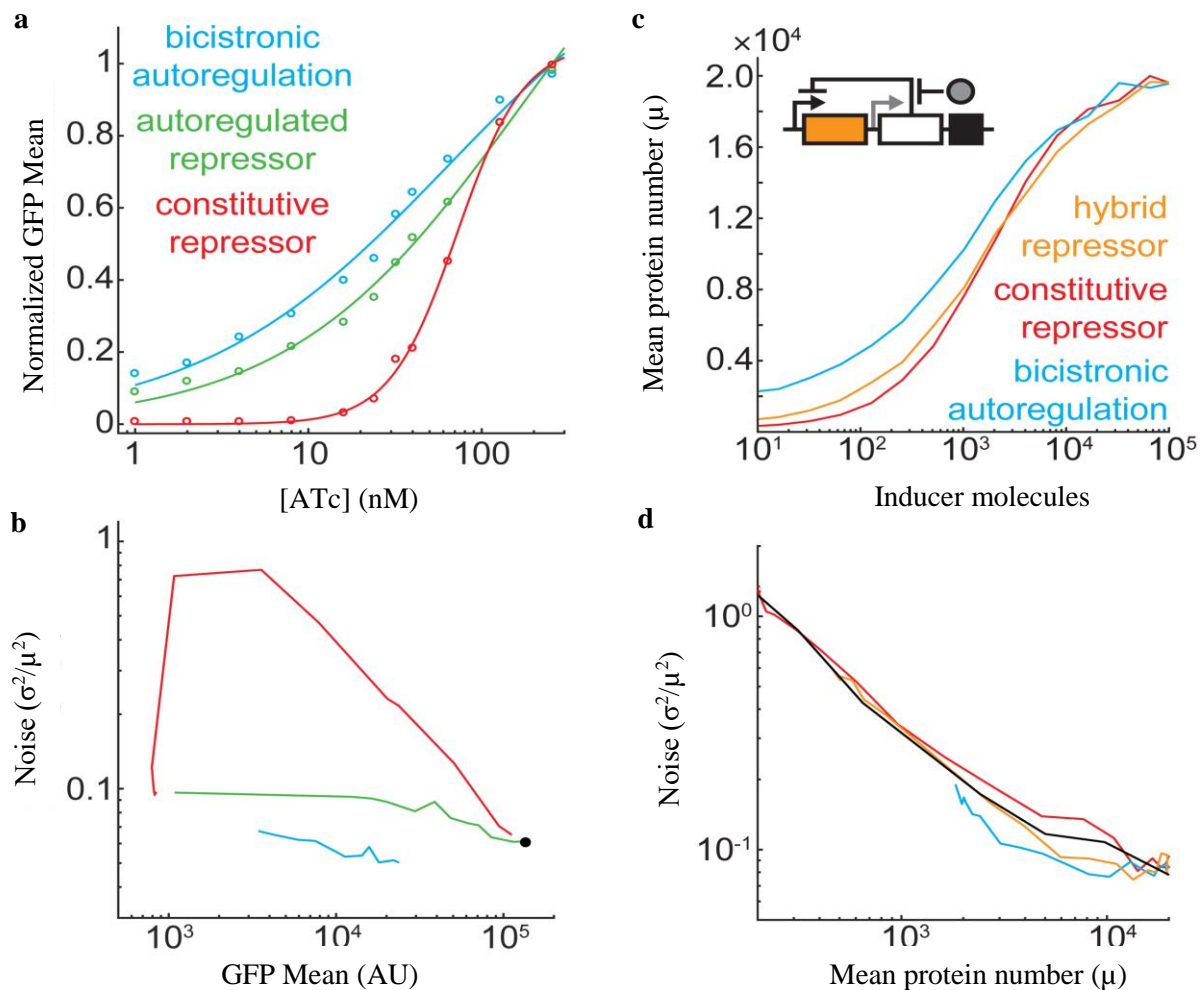 a
bicistronic
autoregulation
autoregulated
repressor
constitutive
repressor
Normalized GFP Mean
1
0.8
0.6
0.4
0.2
0
1
10
100
[ATc] (nM)
b
Noise (σ²/µ²)
1
0.1
10³
10⁴
10⁵
GFP Mean (AU)
c
×10⁴
Mean protein number (µ)
2.0
1.6
1.2
0.8
0.4
hybrid
repressor
constitutive
repressor
bicistronic
autoregulation
10¹
10²
10³
10⁴
10⁵
Inducer molecules
d
Noise (σ²/µ²)
10⁰
10⁻¹
10³
10⁴
Mean protein number (µ)